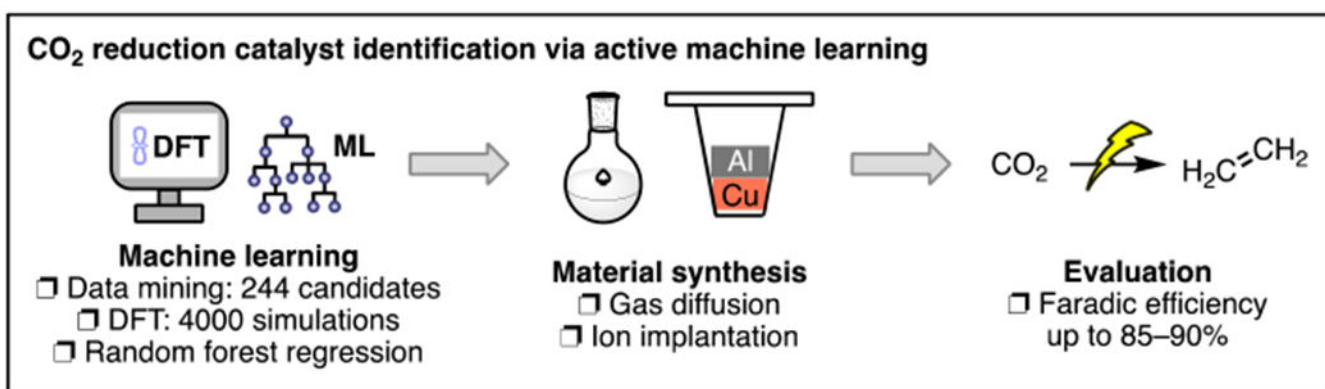 CO₂ reduction catalyst identification via active machine learning
DFT
ML
Al
Cu
CO₂
H₂C
CH₂
Machine learning
❐ Data mining: 244 candidates
❐ DFT: 4000 simulations
❐ Random forest regression
Material synthesis
❐ Gas diffusion
❐ Ion implantation
Evaluation
❐ Faradic efficiency
up to 85–90%